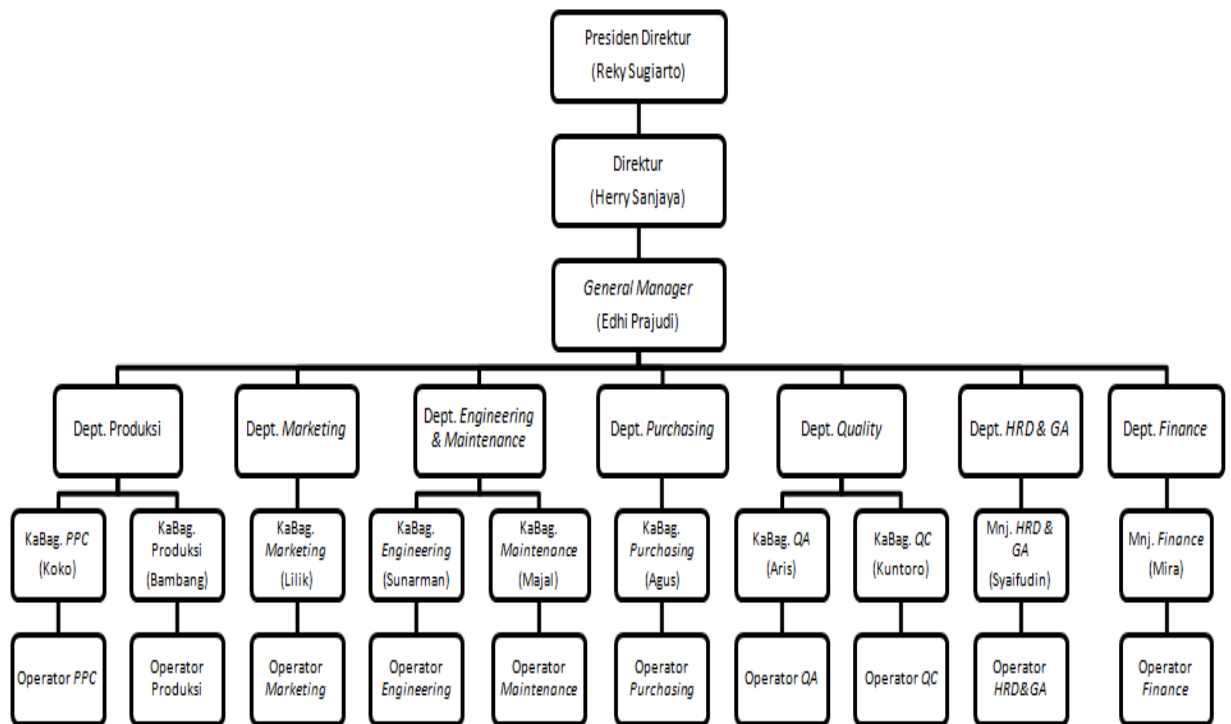 Presiden Direktur
(Reky Sugiarto)
Direktur
(Herry Sanjaya)
General Manager
(Edhi Prajudi)
Dept. Produksi
Dept. Marketing
Dept. Engineering
& Maintenance
Dept. Purchasing
Dept. Quality
Dept. HRD & GA
Dept. Finance
KaBag. PPC
(Koko)
KaBag.
Produksi
(Bambang)
KaBag.
Marketing
(Lilik)
KaBag.
Engineering
(Sunarman)
KaBag.
Maintenance
(Majal)
KaBag.
Purchasing
(Agus)
KaBag. QA
(Aris)
KaBag. QC
(Kuntoro)
Mnj. HRD &
GA
(Syaifudin)
Mnj. Finance
(Mira)
Operator PPC
Operator
Produksi
Operator
Marketing
Operator
Engineering
Operator
Maintenance
Operator
Purchasing
Operator QA
Operator QC
Operator
HRD&GA
Operator
Finance